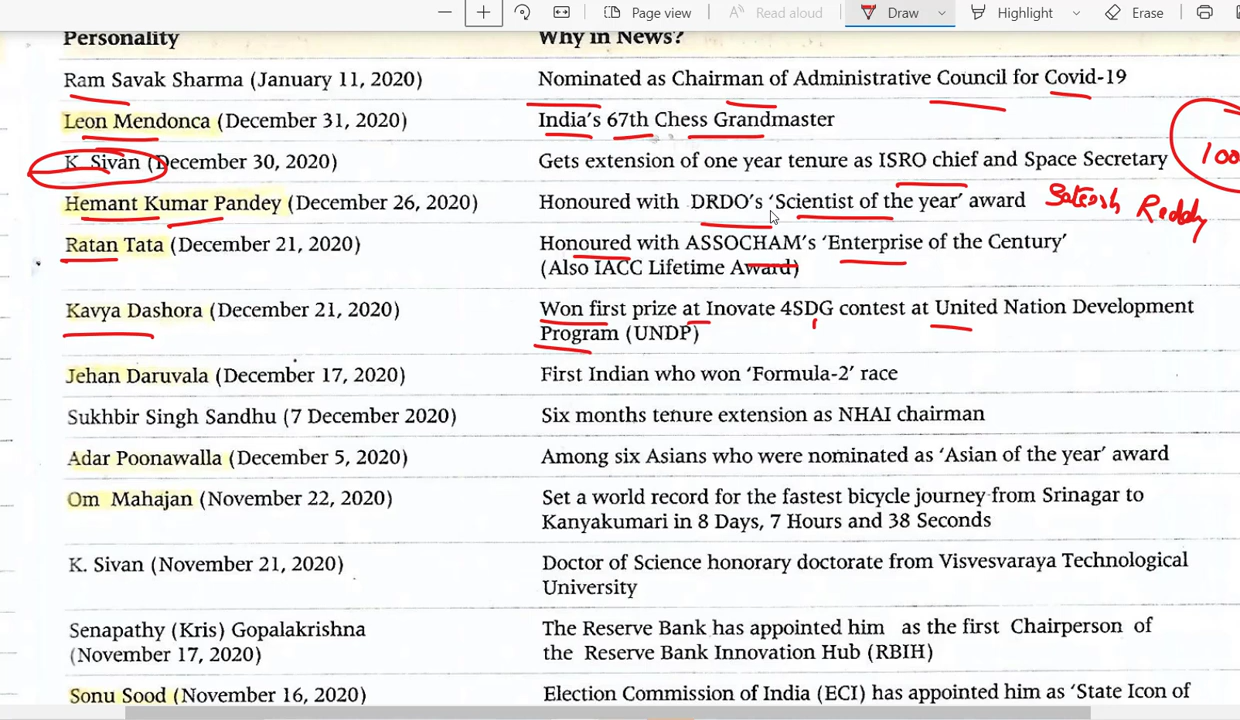 Page view
Read aloud
Draw
Highlight
Erase
Personality Why in News?
Ram Savak Sharma (January 11, 2020) Nominated as Chairman of Administrative Council for Covid-19
Leon Mendonca (December 31, 2020) India's 67th Chess Grandmaster
K Sivan (December 30, 2020) Gets extension of one year tenure as ISRO chief and Space Secretary
100
Hemant Kumar Pandey (December 26, 2020) Honoured with DRDO's 'Scientist of the year' award
Sateesh Reddy
Ratan Tata (December 21, 2020) Honoured with ASSOCHAM's 'Enterprise of the Century'
(Also IACC Lifetime Award)
Kavya Dashora (December 21, 2020) Won first prize at Inovate 4SDG contest at United Nation Development
Program (UNDP)
Jehan Daruvala (December 17, 2020) First Indian who won 'Formula-2' race
Sukhbir Singh Sandhu (7 December 2020) Six months tenure extension as NHAI chairman
Adar Poonawalla (December 5, 2020) Among six Asians who were nominated as 'Asian of the year' award
Om Mahajan (November 22, 2020) Set a world record for the fastest bicycle journey from Srinagar to
Kanyakumari in 8 Days, 7 Hours and 38 Seconds
K. Sivan (November 21, 2020) Doctor of Science honorary doctorate from Visvesvaraya Technological
University
Senapathy (Kris) Gopalakrishna The Reserve Bank has appointed him as the first Chairperson of
(November 17, 2020) the Reserve Bank Innovation Hub (RBIH)
Sonu Sood (November 16, 2020) Election Commission of India (ECI) has appointed him as 'State Icon of